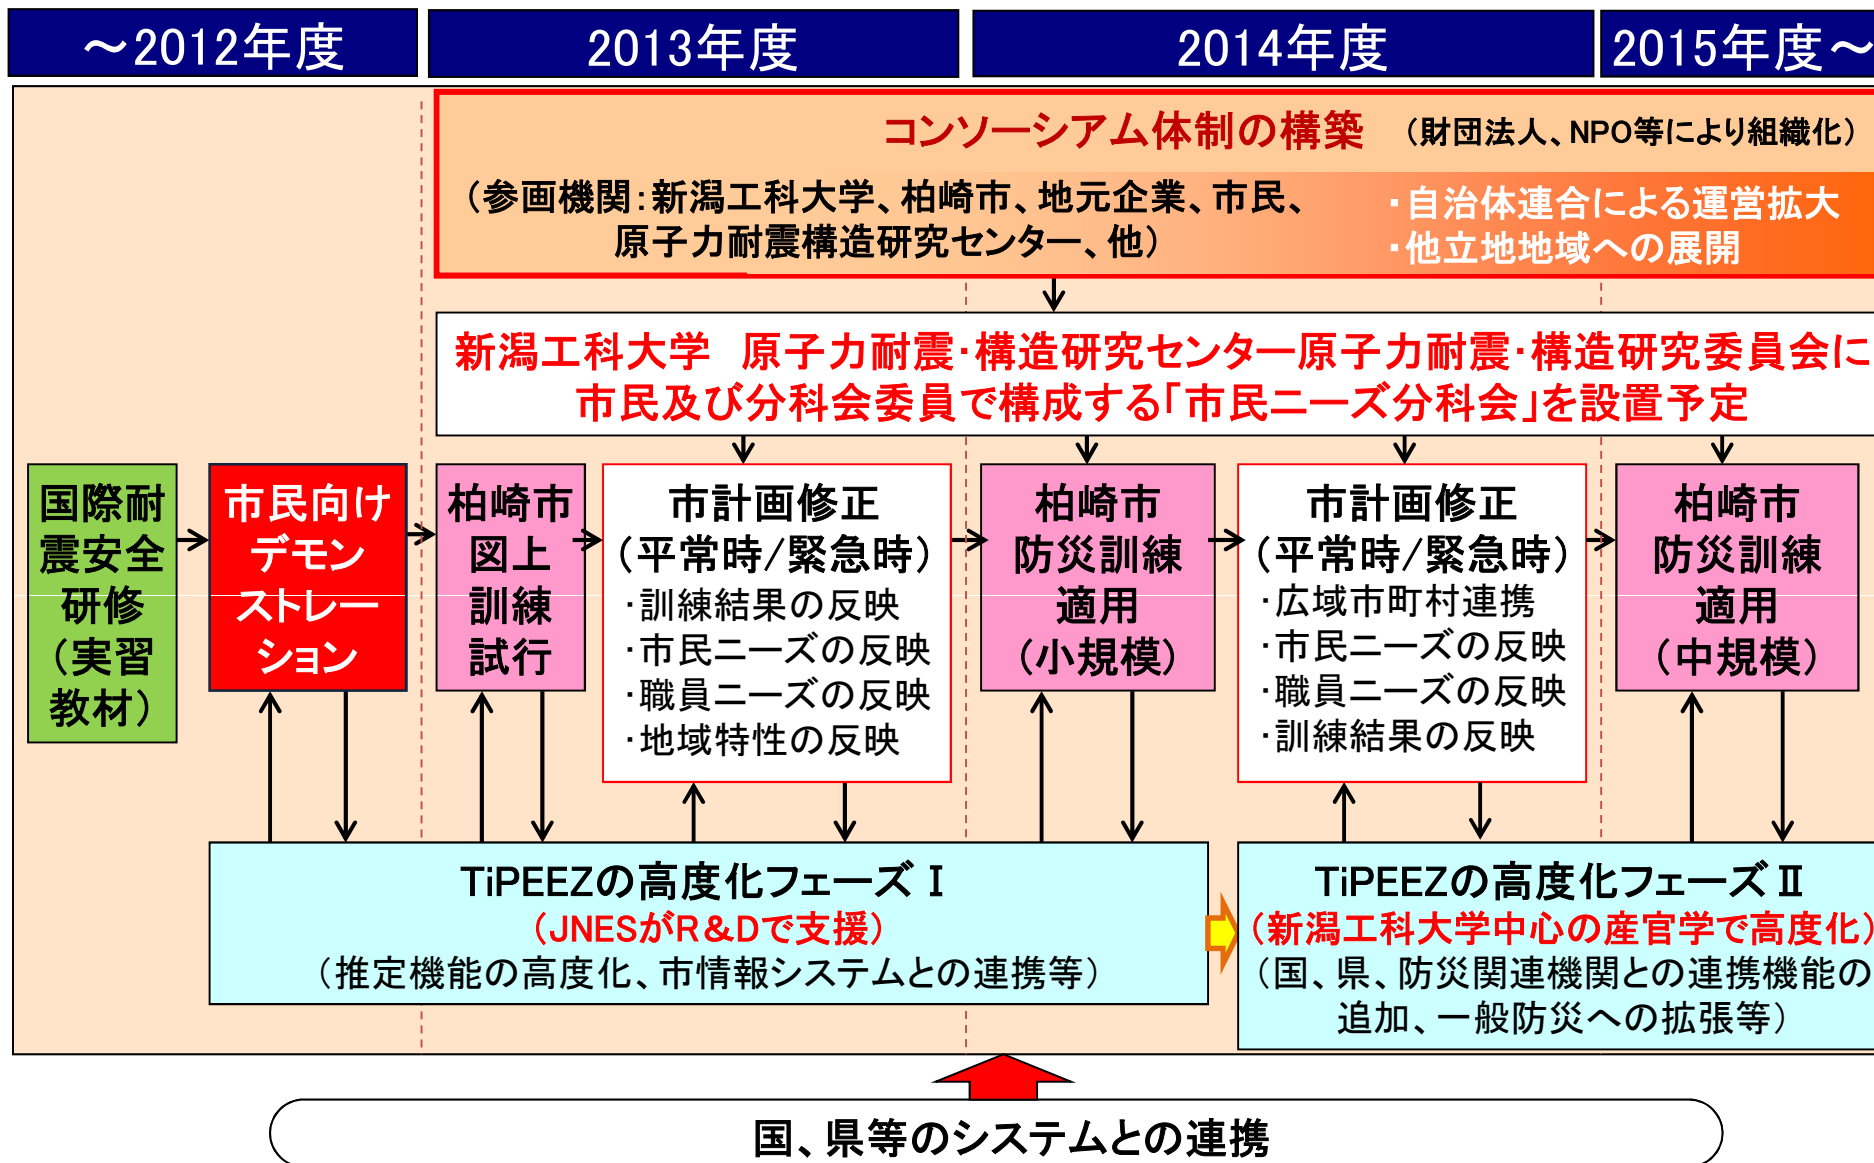 ～2012年度
2013年度
2014年度
2015年度～
コンソーシアム体制の構築 （財団法人、NPO等により組織化）
（参画機関：新潟工科大学、柏崎市、地元企業、市民、
原子力耐震構造研究センター、他）
・自治体連合による運営拡大
・他立地地域への展開
新潟工科大学　原子力耐震・構造研究センター原子力耐震・構造研究委員会に
市民及び分科会委員で構成する「市民ニーズ分科会」を設置予定
国際耐
震安全
研修
（実習
教材）
市民向け
デモン
ストレー
ション
柏崎市
図上
訓練
試行
市計画修正
（平常時/緊急時）
・訓練結果の反映
・市民ニーズの反映
・職員ニーズの反映
・地域特性の反映
柏崎市
防災訓練
適用
（小規模）
市計画修正
（平常時/緊急時）
・広域市町村連携
・市民ニーズの反映
・職員ニーズの反映
・訓練結果の反映
柏崎市
防災訓練
適用
（中規模）
TiPEEZの高度化フェーズⅠ
（JNESがR&Dで支援）
（推定機能の高度化、市情報システムとの連携等）
TiPEEZの高度化フェーズⅡ
（新潟工科大学中心の産官学で高度化）
（国、県、防災関連機関との連携機能の
追加、一般防災への拡張等）
国、県等のシステムとの連携